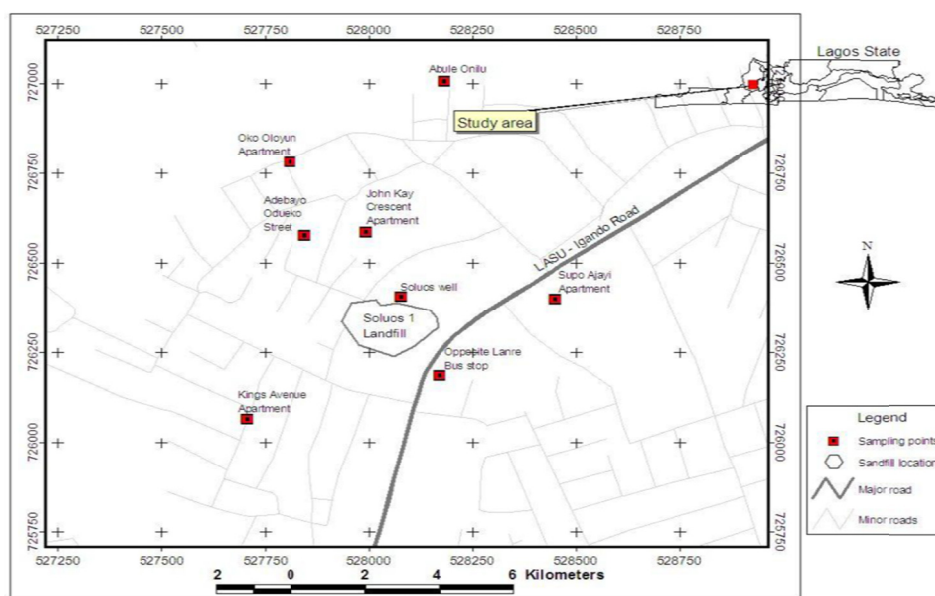 527250 527500 527750 528000 528250 528500 528750
Lagos State
727000
Abule Onilu
Study area
Oko Oloyun
Apartment
726750
726750
Adebayo
Odueko
Street
John Kay
Crescent
Apartment
LASU - Igando Road
N
726500
726500
Soluos well
Supo Ajayi
Apartment
Soluos 1
Landfill
726250
726250
Opposite Lanre
Bus stop
Kings Avenue
Apartment
726000
726000
Legend
Sampling points
Sandfill location
Major road
Minor roads
725750
725750
527250 527500 527750 528000 528250 528500 528750
2 0 2 4 6 Kilometers